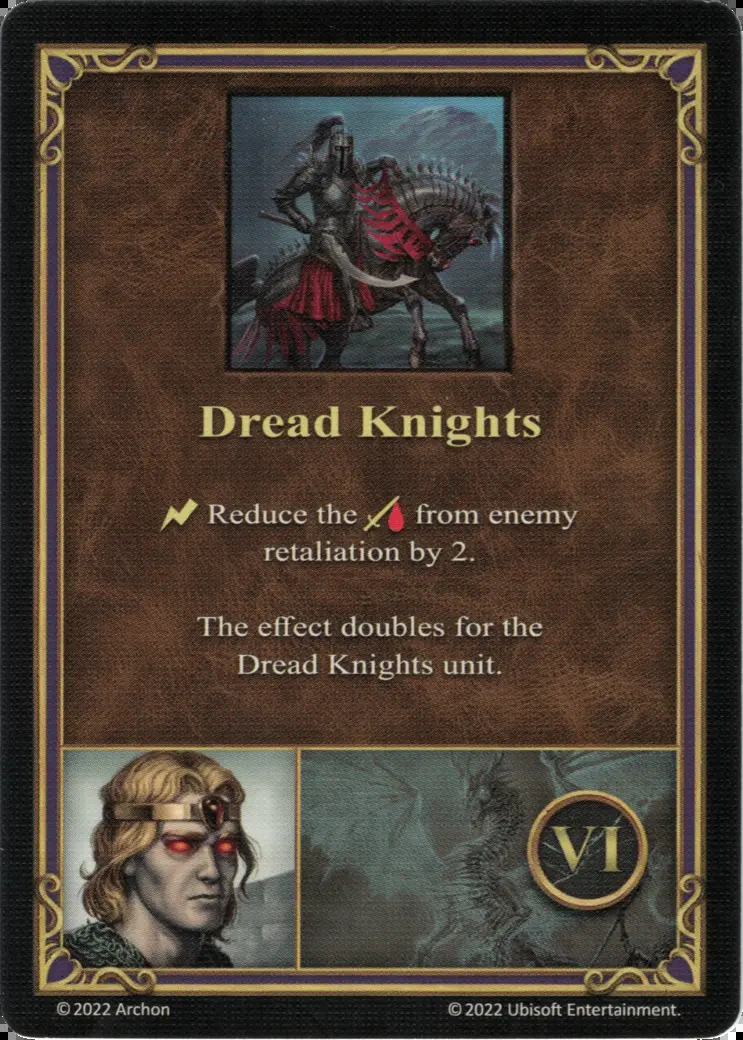 Dread Knights
Reduce the from enemy
retaliation by 2.
The effect doubles for the
Dread Knights unit.
VI
© 2022 Archon
© 2022 Ubisoft Entertainment.